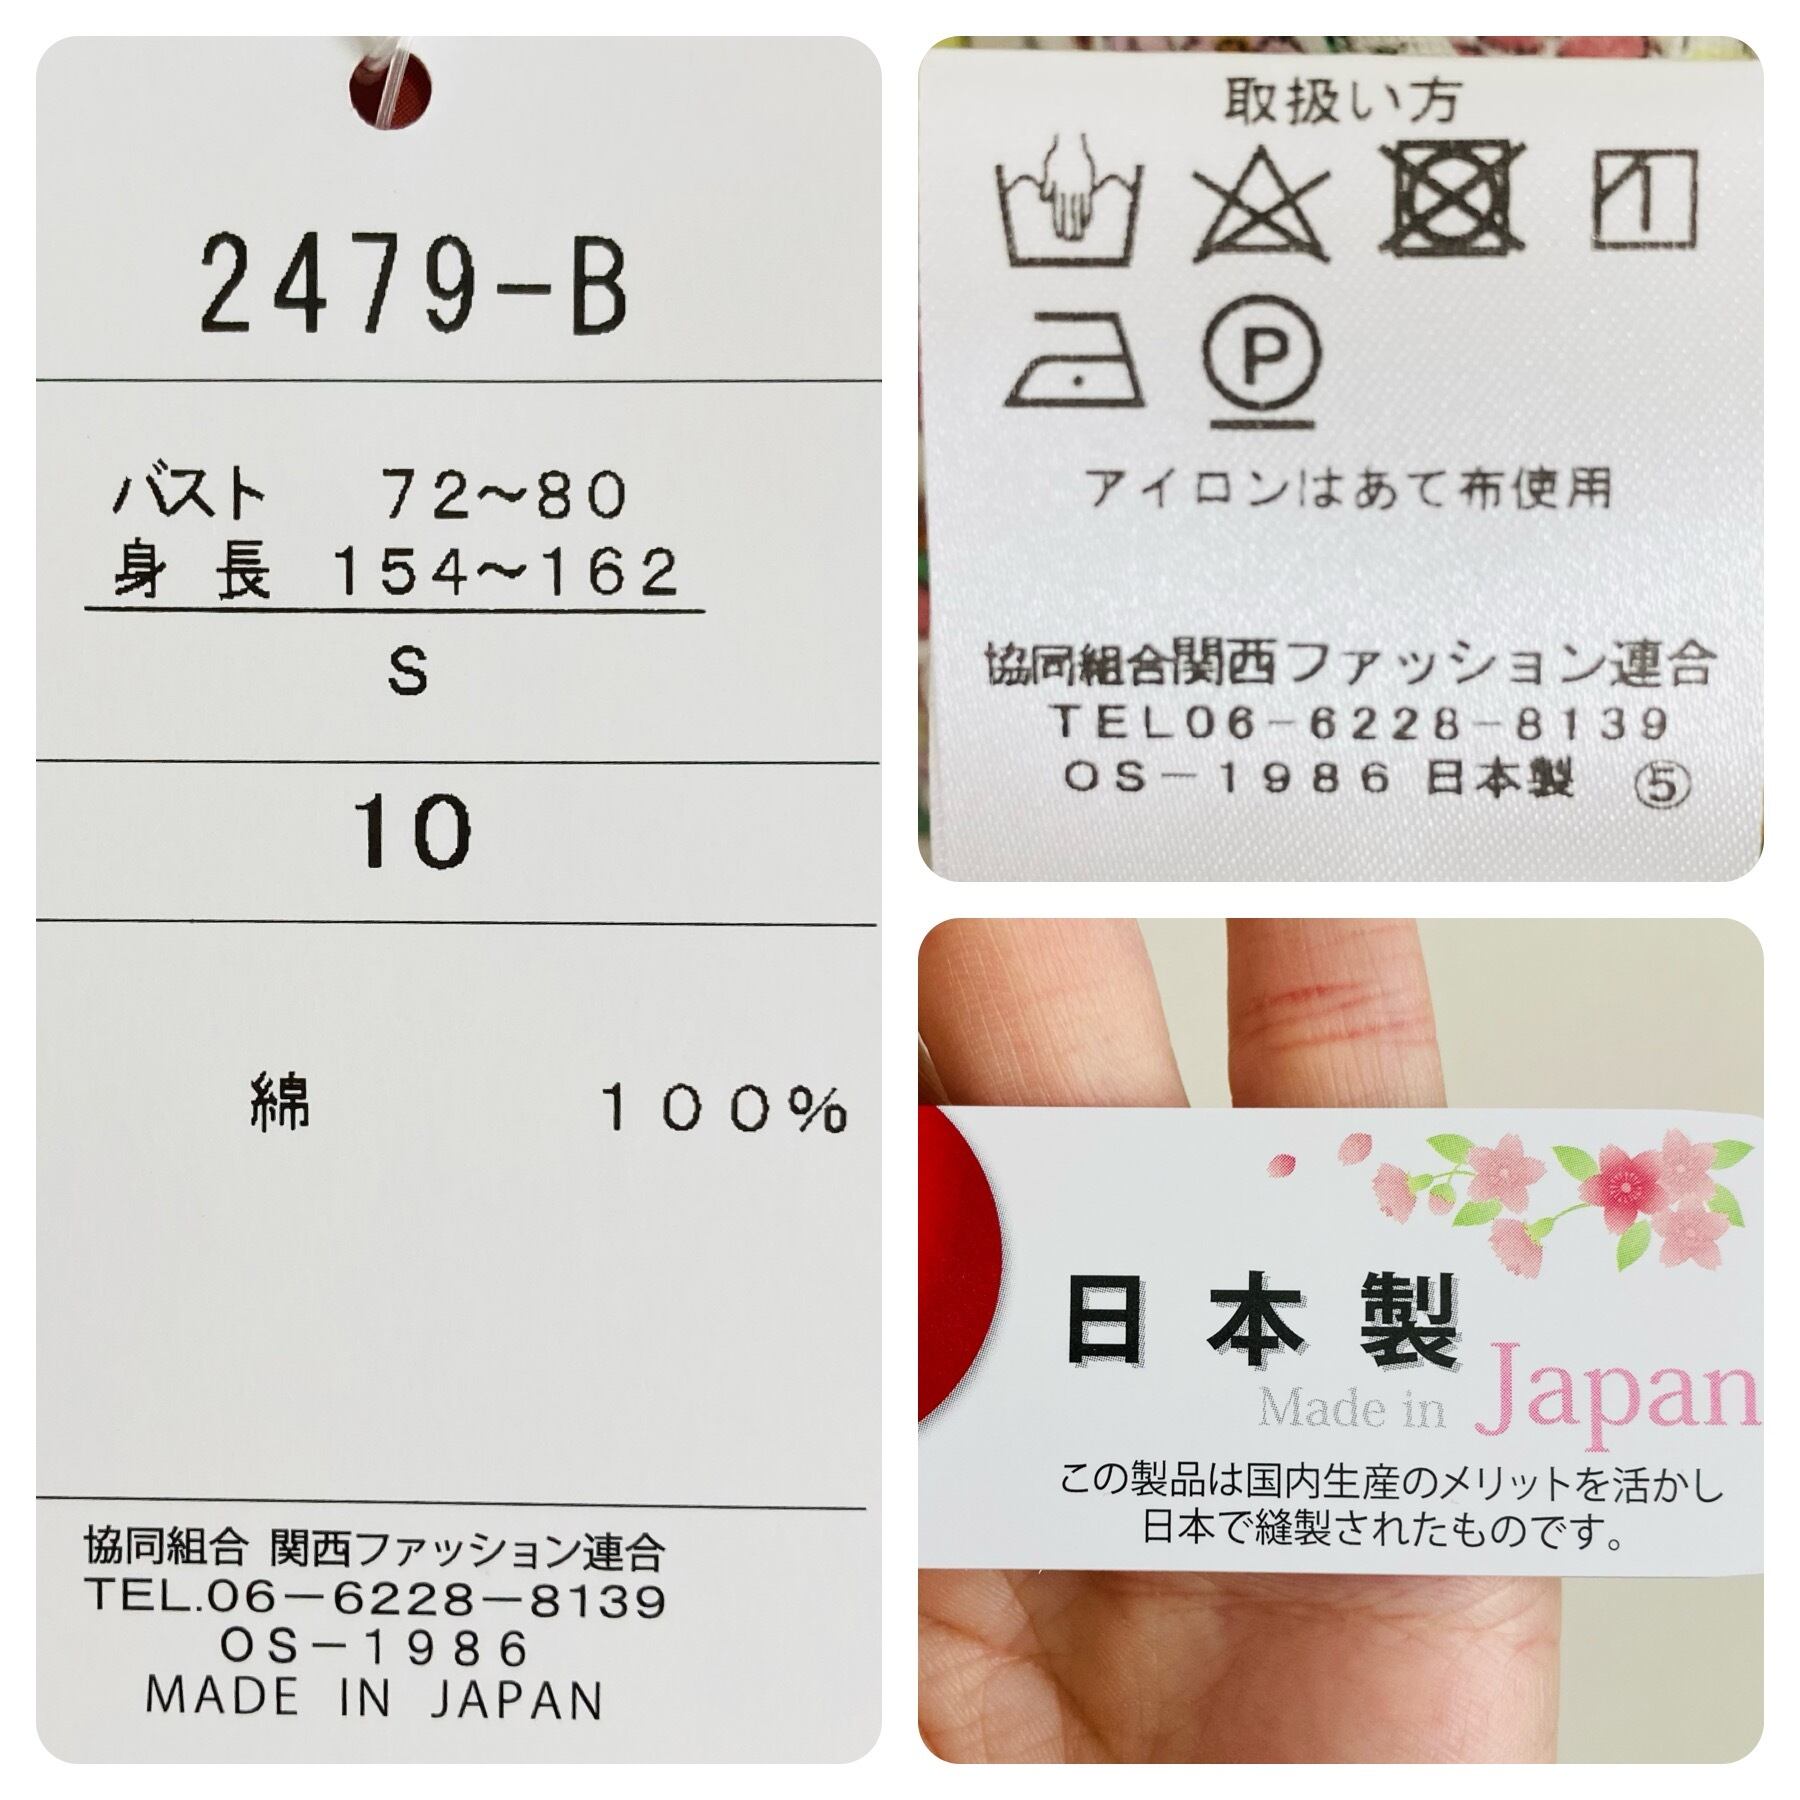 2479-B
バスト 72～80
身長 154～162
S
10
綿 100%
協同組合 関西ファッション連合
TEL.06－6228－8139
OS－1986
MADE IN JAPAN
取扱い方
1
P
アイロンはあて布使用
協同組合関西ファッション連合
TEL06－6228－8139
OS－1986 日本製 ⑤
日本製
Made in Japan
この製品は国内生産のメリットを活かし
日本で縫製されたものです。